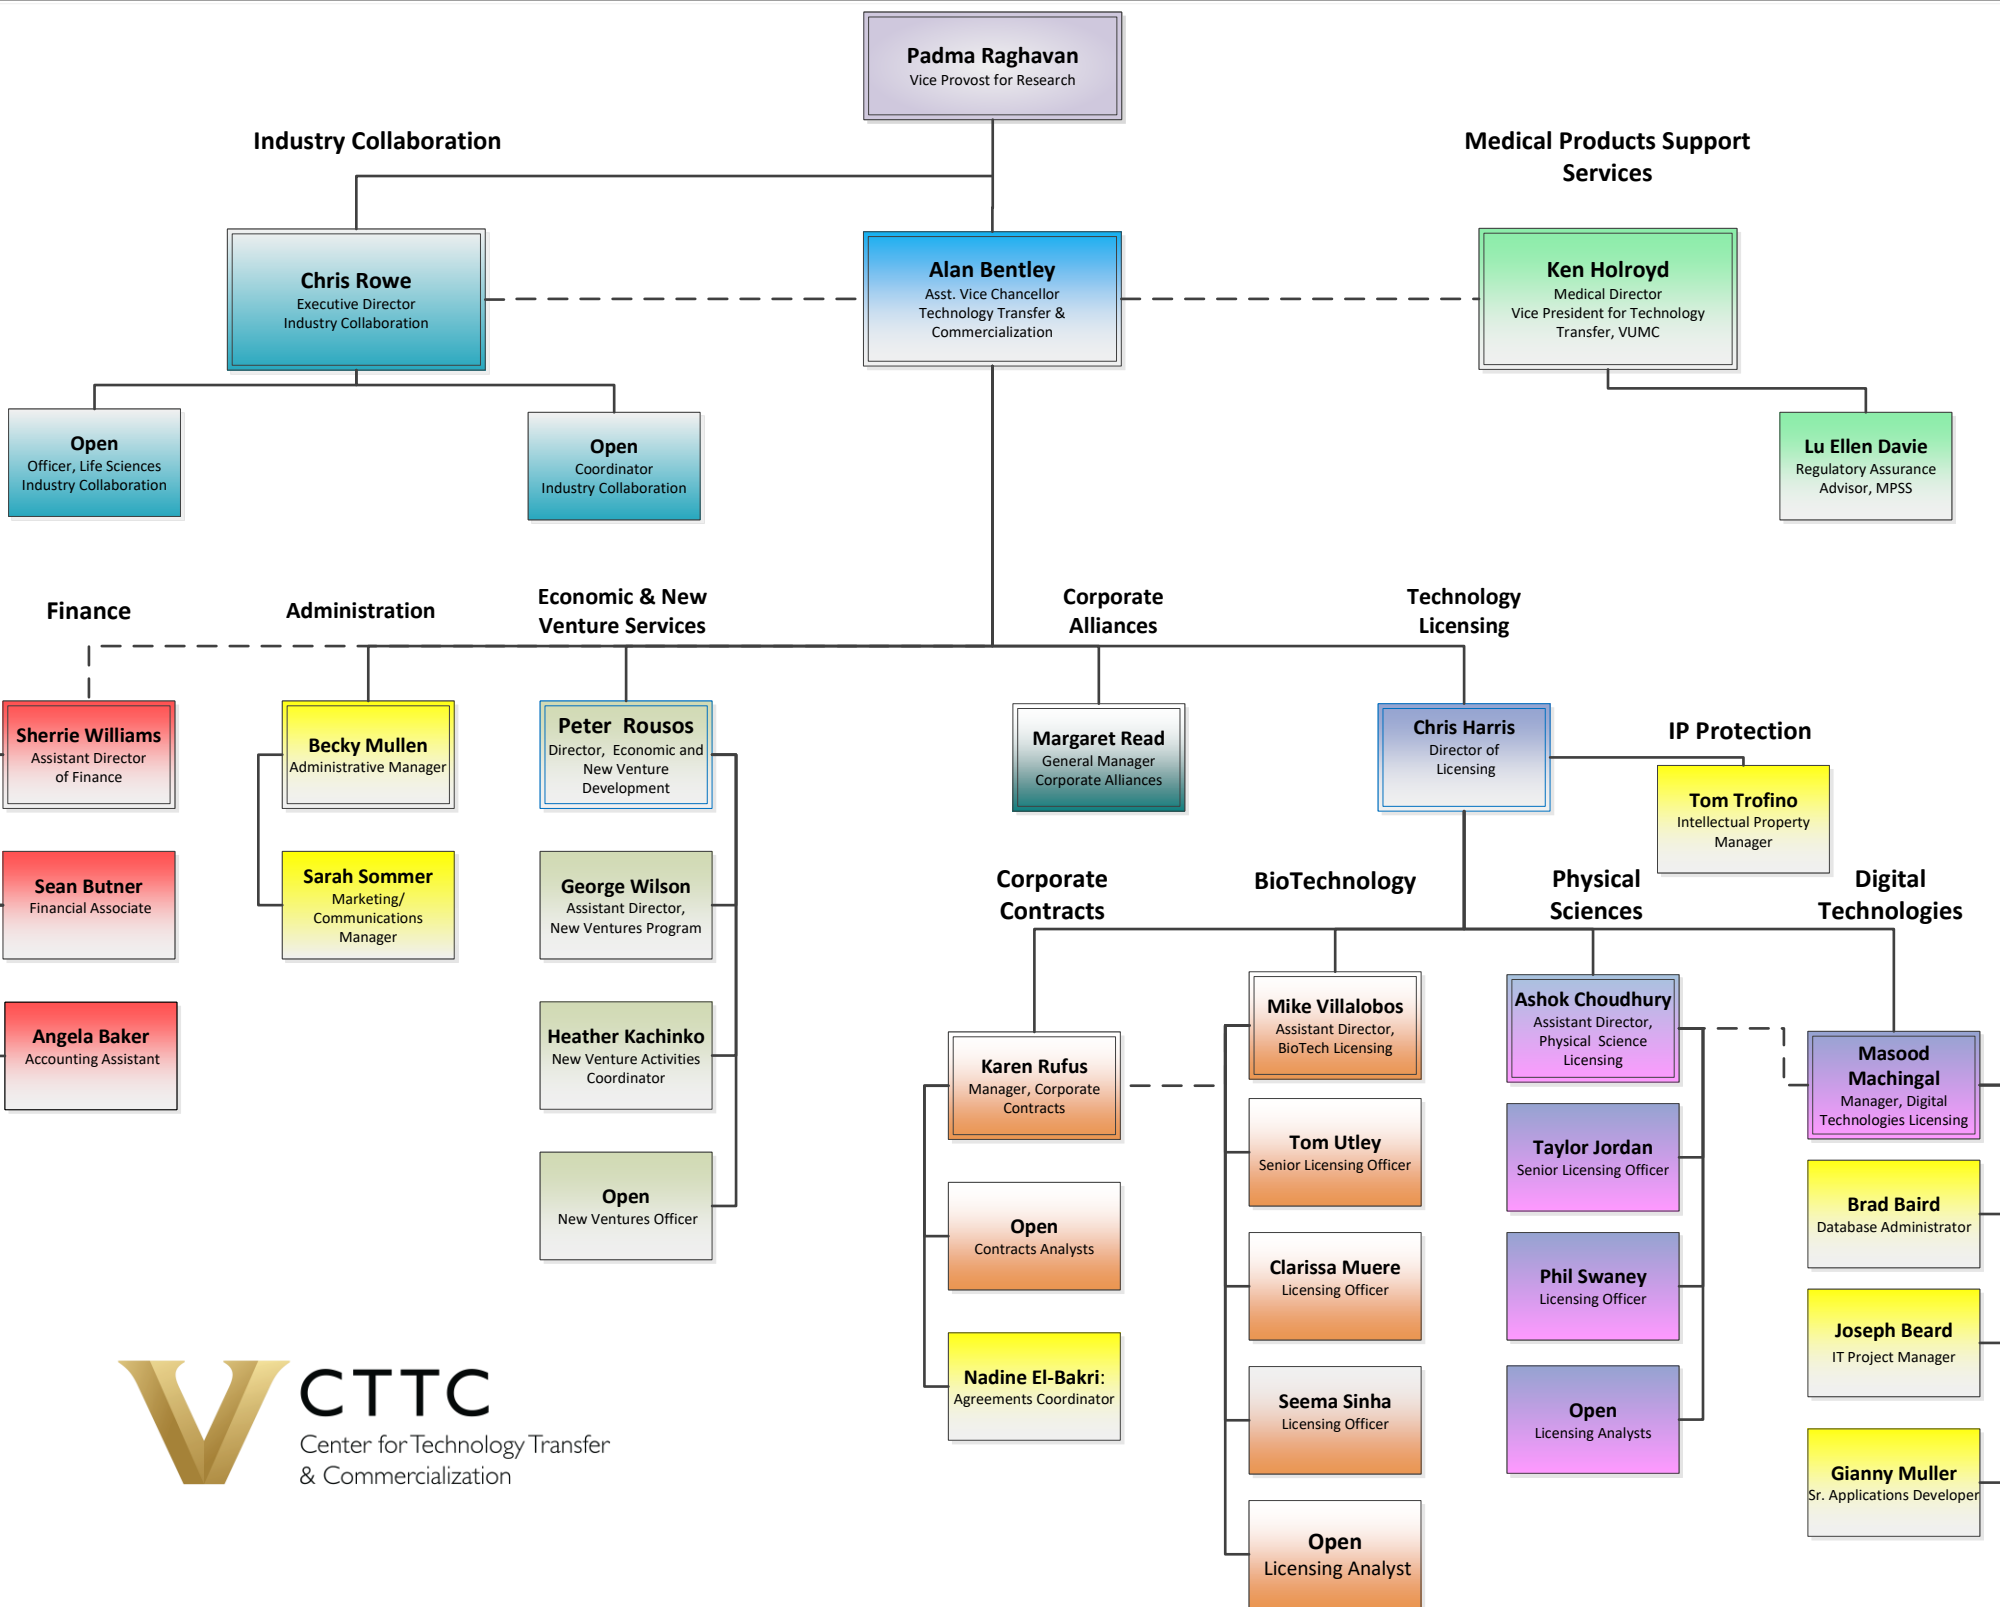 Padma Raghavan
Vice Provost for Research
Industry Collaboration
Medical Products Support
Services
Chris Rowe
Executive Director
Industry Collaboration
Alan Bentley
Asst. Vice Chancellor
Technology Transfer &
Commercialization
Ken Holroyd
Medical Director
Vice President for Technology
Transfer, VUMC
Open
Officer, Life Sciences
Industry Collaboration
Open
Coordinator
Industry Collaboration
Lu Ellen Davie
Regulatory Assurance
Advisor, MPSS
Finance
Administration
Economic & New
Venture Services
Corporate
Alliances
Technology
Licensing
Sherrie Williams
Assistant Director
of Finance
Becky Mullen
Administrative Manager
Peter  Rousos
Director,  Economic and
New Venture
Development
Margaret Read
General Manager
Corporate Alliances
Chris Harris
Director of
Licensing
IP Protection
Tom Trofino
Intellectual Property
Manager
Sean Butner
Financial Associate
Sarah Sommer
Marketing/
Communications
Manager
George Wilson
Assistant Director,
New Ventures Program
Corporate
Contracts
BioTechnology
Physical
Sciences
Digital
Technologies
Angela Baker
Accounting Assistant
Heather Kachinko
New Venture Activities
Coordinator
Open
New Ventures Officer
Karen Rufus
Manager, Corporate
Contracts
Open
Contracts Analysts
Nadine El-Bakri:
Agreements Coordinator
Mike Villalobos
Assistant Director,
BioTech Licensing
Tom Utley
Senior Licensing Officer
Clarissa Muere
Licensing Officer
Seema Sinha
Licensing Officer
Open
Licensing Analyst
Ashok Choudhury
Assistant Director,
Physical  Science
Licensing
Taylor Jordan
Senior Licensing Officer
Phil Swaney
Licensing Officer
Open
Licensing Analysts
Masood
Machingal
Manager, Digital
Technologies Licensing
Brad Baird
Database Administrator
Joseph Beard
IT Project Manager
Gianny Muller
Sr. Applications Developer
V
CTTC
Center for Technology Transfer
& Commercialization